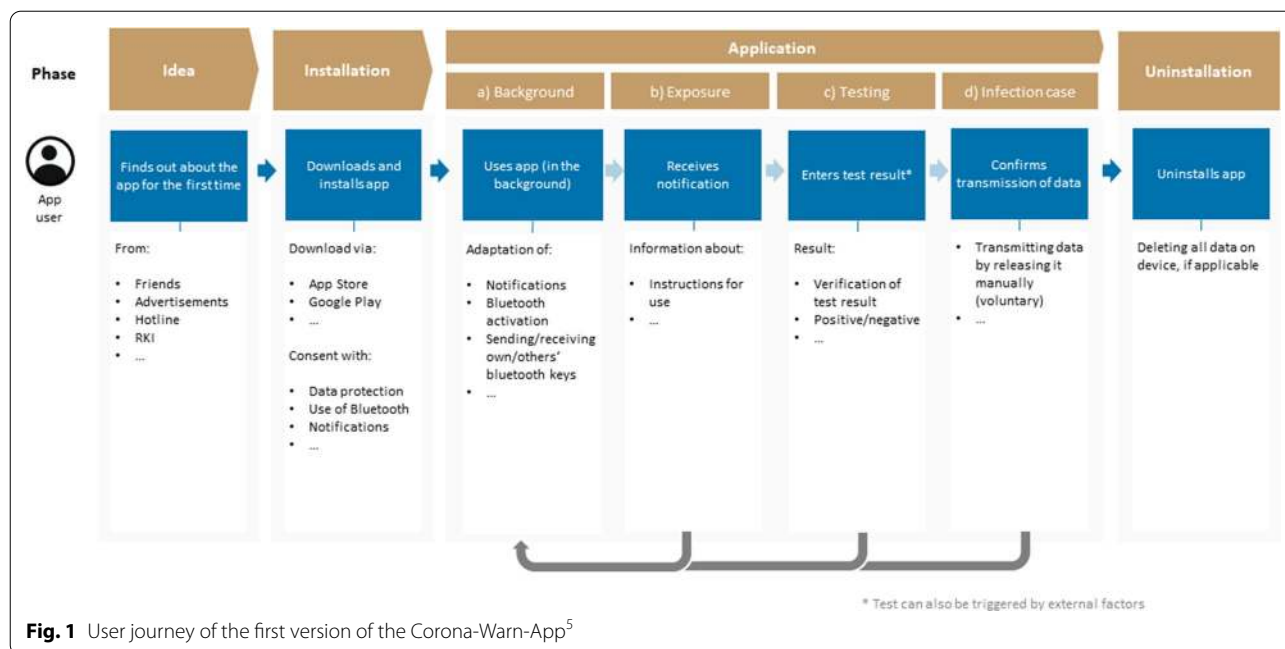 Phase
Idea
Installation
Application
a) Background
b) Exposure
c) Testing
d) Infection case
Uninstallation
App
user
Finds out about the
app for the first time
Downloads and
installs app
Uses app (in the
background)
Receives
notification
Enters test result*
Confirms
transmission of data
Uninstalls app
From:
• Friends
• Advertisements
• Hotline
• RKI
• ...
Download via:
• App Store
• Google Play
• ...
Consent with:
• Data protection
• Use of Bluetooth
• Notifications
• ...
Adaptation of:
• Notifications
• Bluetooth
activation
• Sending/receiving
own/others'
bluetooth keys
• ...
Information about:
• Instructions for
use
• ...
Result:
• Verification of
test result
• Positive/negative
• ...
• Transmitting data
by releasing it
manually
(voluntary)
• ...
Deleting all data on
device, if applicable
* Test can also be triggered by external factors
Fig. 1 User journey of the first version of the Corona-Warn-App5